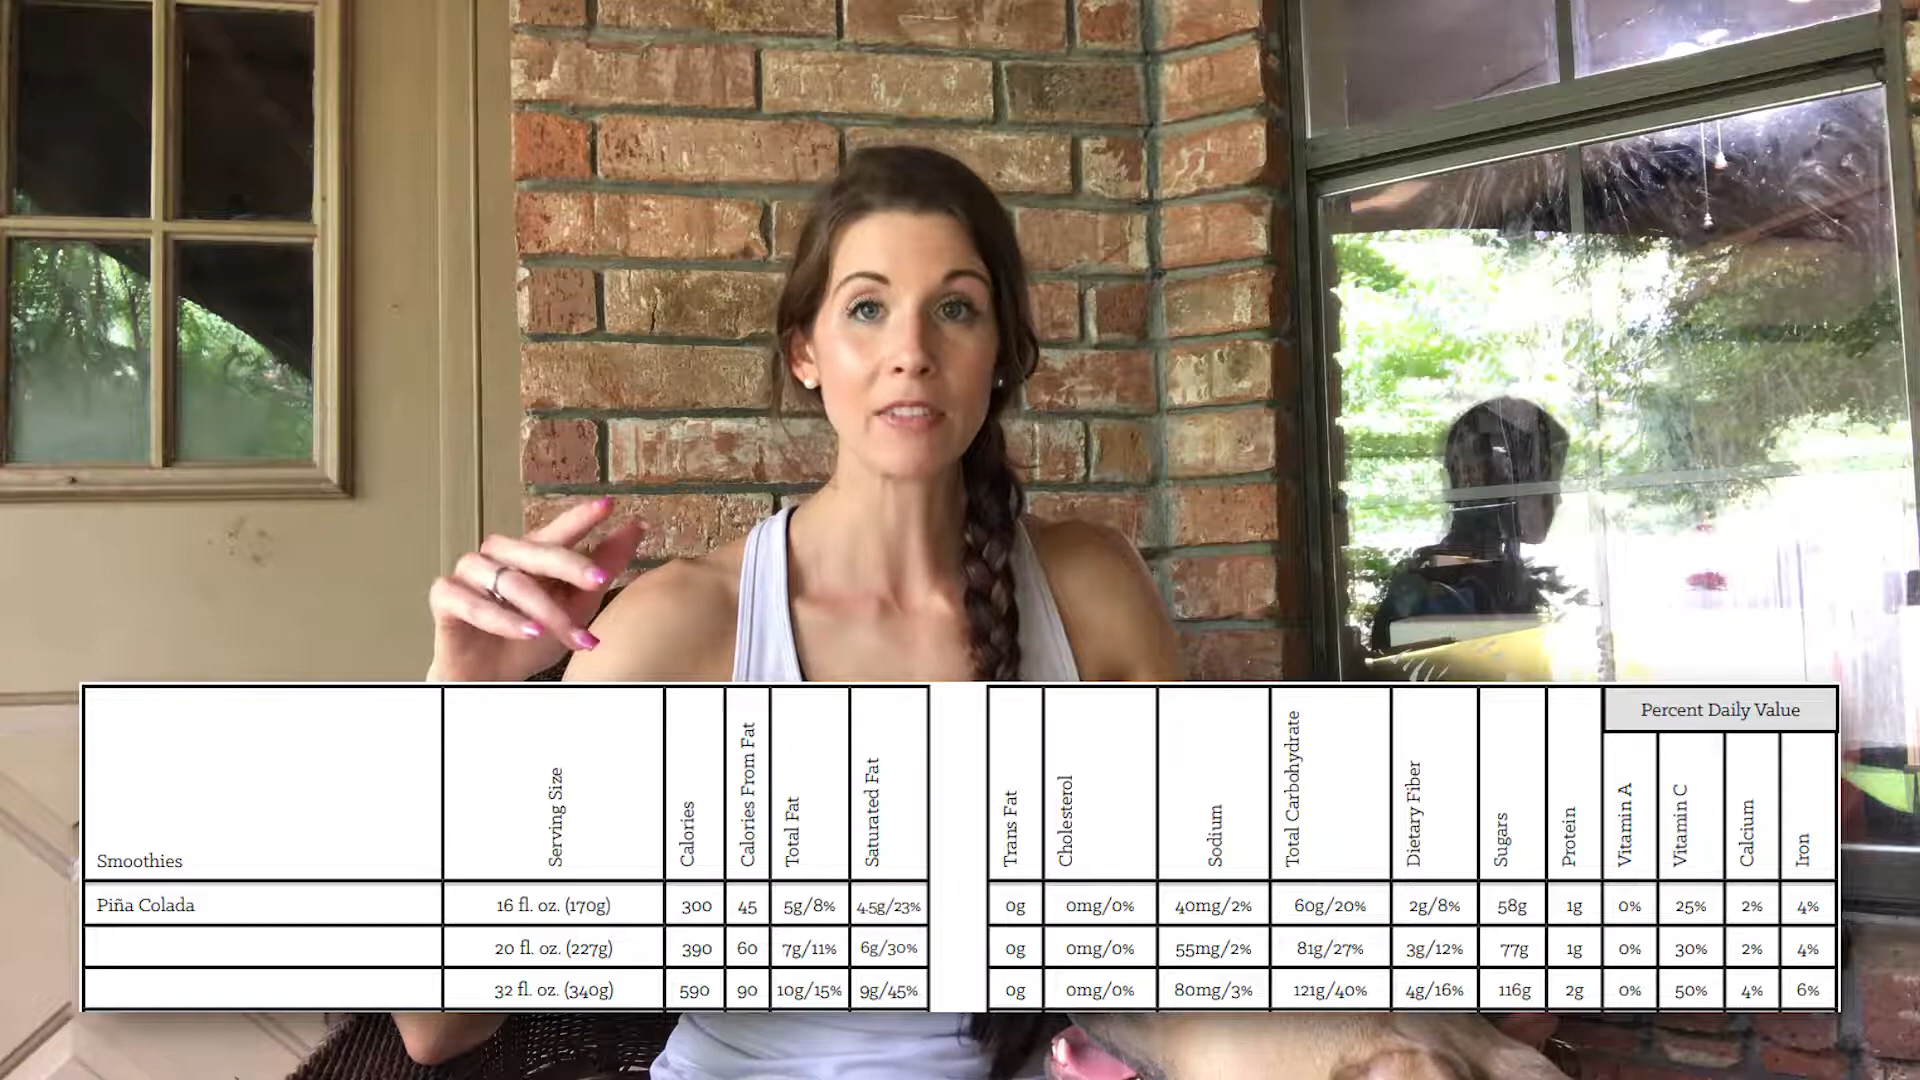 Percent Daily Value
Smoothies Serving Size Calories Calories From Fat Total Fat Saturated Fat Trans Fat Cholesterol Sodium Total Carbohydrate Dietary Fiber Sugars Protein Vitamin A Vitamin C Calcium Iron
Piña Colada 16 fl. oz. (170g) 300 45 5g/8% 4.5g/23% 0g 0mg/0% 40mg/2% 60g/20% 2g/8% 58g 1g 0% 25% 2% 4%
20 fl. oz. (227g) 390 60 7g/11% 6g/30% 0g 0mg/0% 55mg/2% 81g/27% 3g/12% 77g 1g 0% 30% 2% 4%
32 fl. oz. (340g) 590 90 10g/15% 9g/45% 0g 0mg/0% 80mg/3% 121g/40% 4g/16% 116g 2g 0% 50% 4% 6%